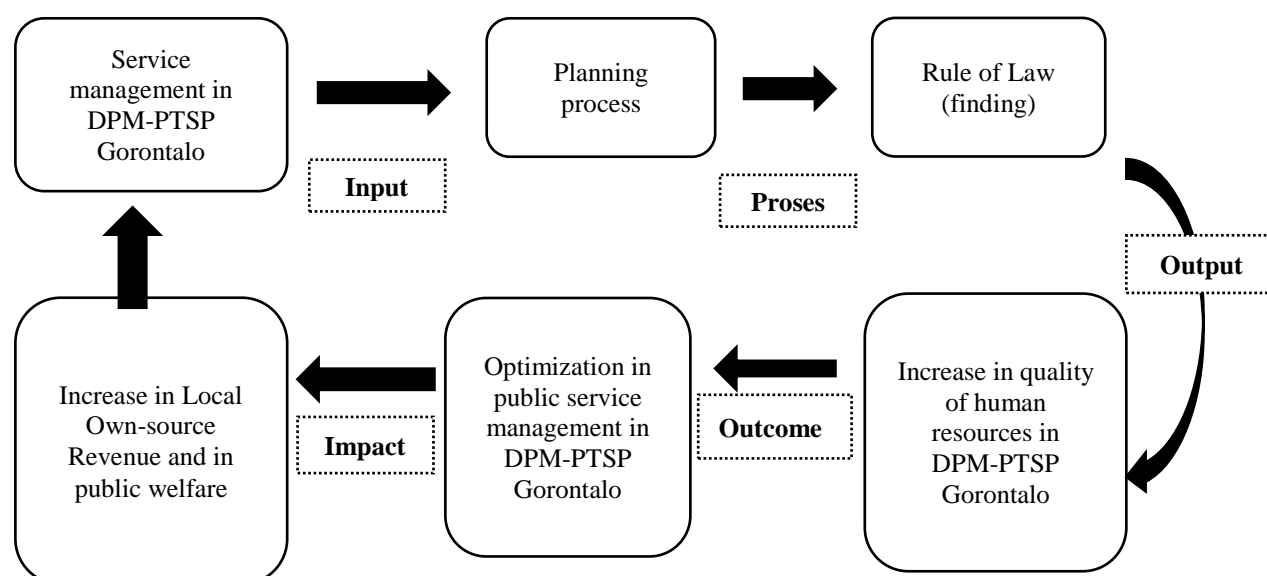 Service
management in
DPM-PTSP
Gorontalo
Input
Planning
process
Proses
Rule of Law
(finding)
Output
Increase in quality
of human
resources in
DPM-PTSP
Gorontalo
Outcome
Optimization in
public service
management in
DPM-PTSP
Gorontalo
Impact
Increase in Local
Own-source
Revenue and in
public welfare